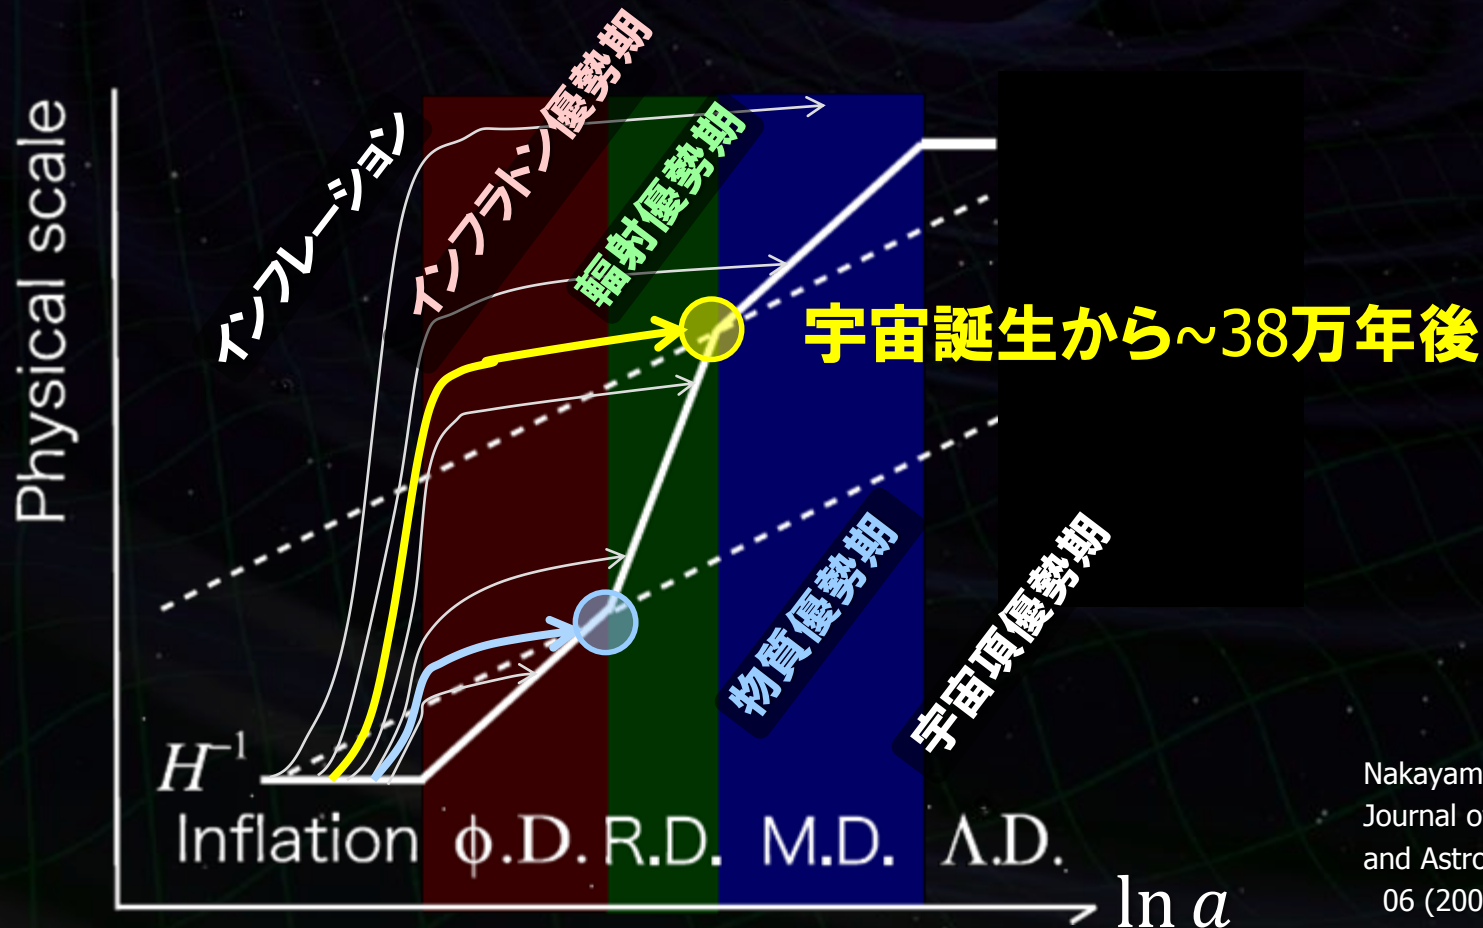 Physical scale
インフレーション
インフラトン優勢期
輻射優勢期
宇宙誕生から~38万年後
物質優勢期
宇宙項優勢期
H⁻¹
Inflation ϕ.D. R.D. M.D. Λ.D.
ln a
Nakayam
Journal o
and Astro
06 (200